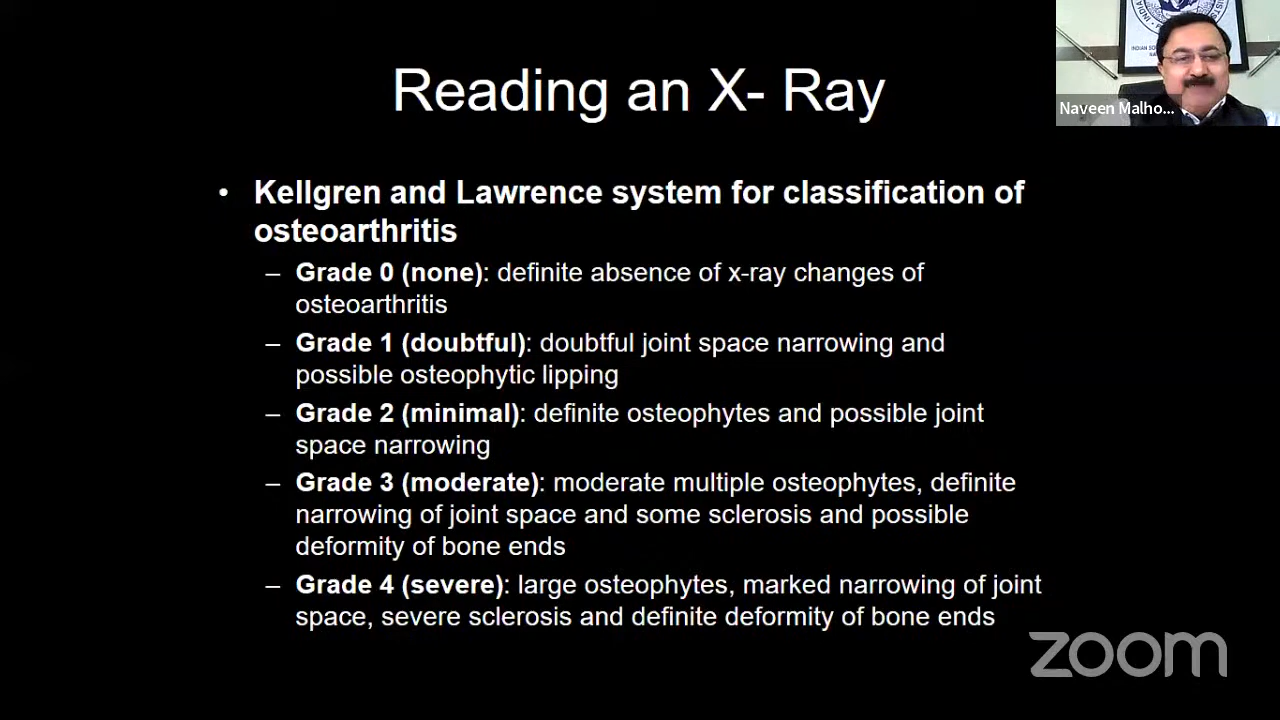 Reading an X- Ray
Naveen Malho...
• Kellgren and Lawrence system for classification of
osteoarthritis
– Grade 0 (none): definite absence of x-ray changes of
osteoarthritis
– Grade 1 (doubtful): doubtful joint space narrowing and
possible osteophytic lipping
– Grade 2 (minimal): definite osteophytes and possible joint
space narrowing
– Grade 3 (moderate): moderate multiple osteophytes, definite
narrowing of joint space and some sclerosis and possible
deformity of bone ends
– Grade 4 (severe): large osteophytes, marked narrowing of joint
space, severe sclerosis and definite deformity of bone ends
zoom